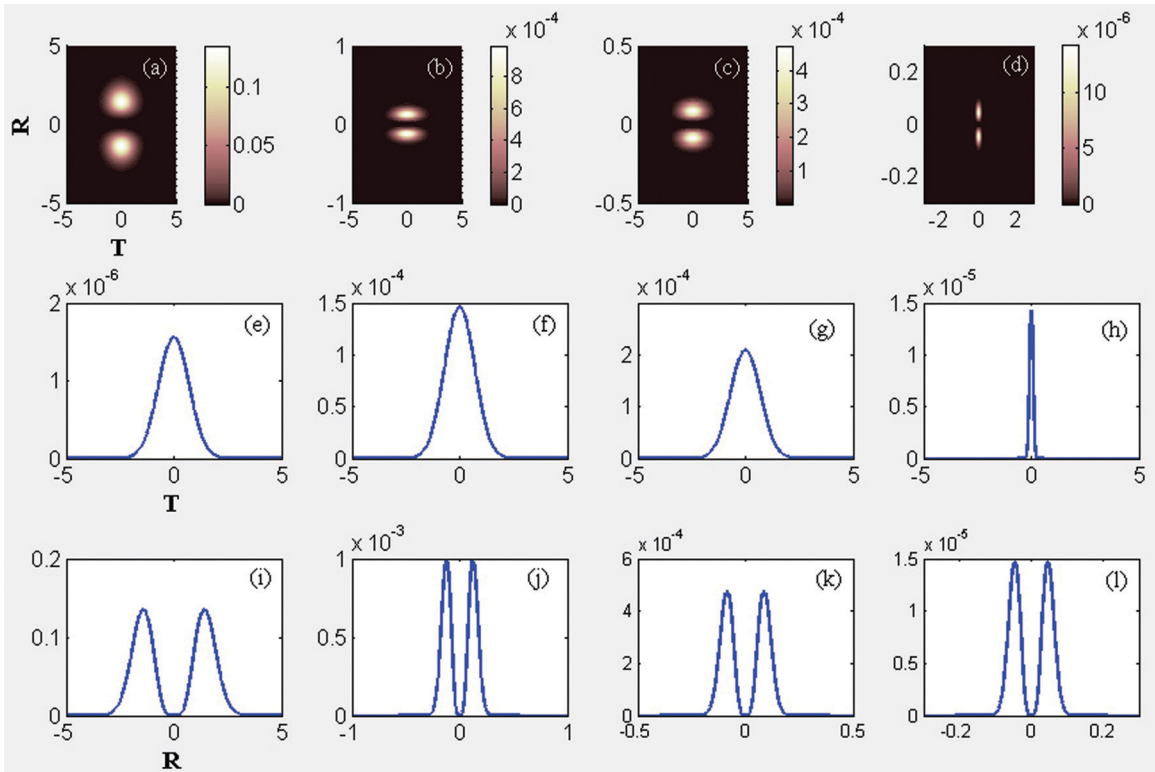 x 10-4
x 10-4
x 10-6
5
0
-5
-5 0 5
R
T
(a)
0.1
0.05
0
1
0
-1
-5 0 5
(b)
8
6
4
2
0
0.5
0
-0.5
-5 0 5
(c)
4
3
2
1
0.2
0
-0.2
-2 0 2
(d)
10
5
0
x 10-6
2
1
0
-5 0 5
T
(e)
x 10-4
1.5
1
0.5
0
-5 0 5
(f)
x 10-4
2
1
0
-5 0 5
(g)
x 10-5
1.5
1
0.5
0
-5 0 5
(h)
0.2
0.1
0
-5 0 5
R
(i)
x 10-3
1
0.5
0
-1 0 1
(j)
x 10-4
6
4
2
0
-0.5 0 0.5
(k)
x 10-5
1.5
1
0.5
0
-0.2 0 0.2
(l)